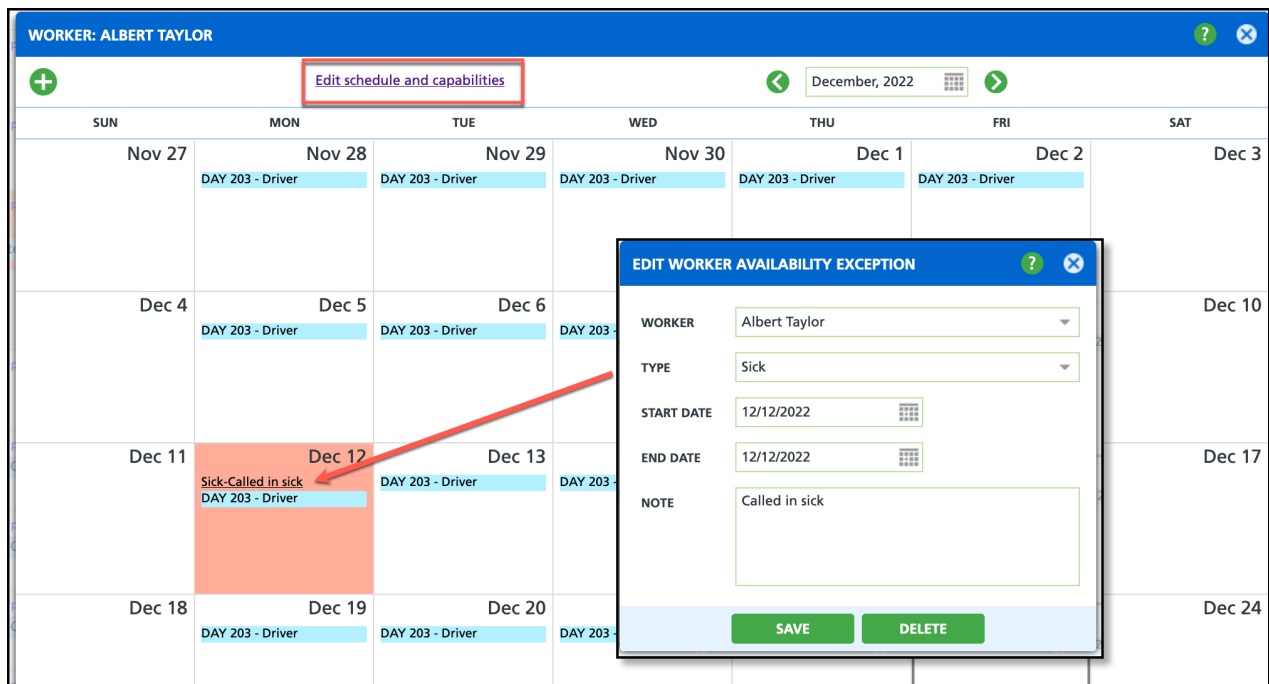 WORKER: ALBERT TAYLOR
?
Edit schedule and capabilities
December, 2022
SUN MON TUE WED THU FRI SAT
Nov 27 Nov 28 Nov 29 Nov 30 Dec 1 Dec 2 Dec 3
DAY 203 - Driver DAY 203 - Driver DAY 203 - Driver DAY 203 - Driver DAY 203 - Driver
Dec 4 Dec 5 Dec 6 Dec 10
DAY 203 - Driver DAY 203 - Driver DAY 203 -
Dec 11 Dec 12 Dec 13 Dec 17
Sick-Called in sick DAY 203 - Driver DAY 203 -
DAY 203 - Driver
Dec 18 Dec 19 Dec 20 Dec 24
DAY 203 - Driver DAY 203 - Driver DAY 203 -
EDIT WORKER AVAILABILITY EXCEPTION ?
WORKER Albert Taylor
TYPE Sick
START DATE 12/12/2022
END DATE 12/12/2022
NOTE Called in sick
SAVE DELETE